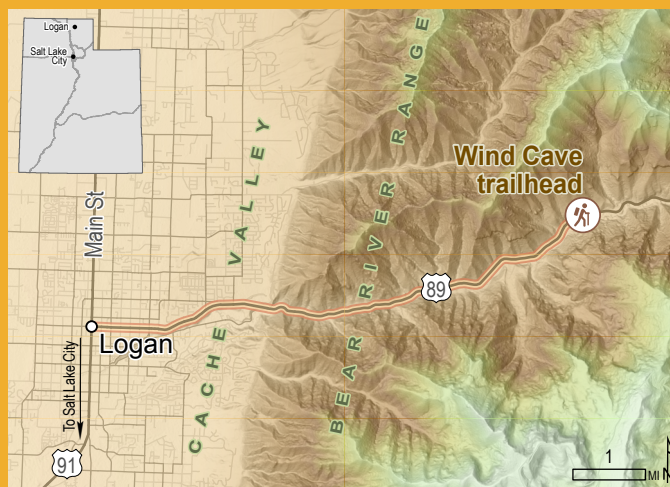 Logan
Salt Lake
City
Main St
CACHE VALLEY
BEAR RIVER RANGE
Wind Cave
trailhead
89
Logan
To Salt Lake City
91
1
MI
N